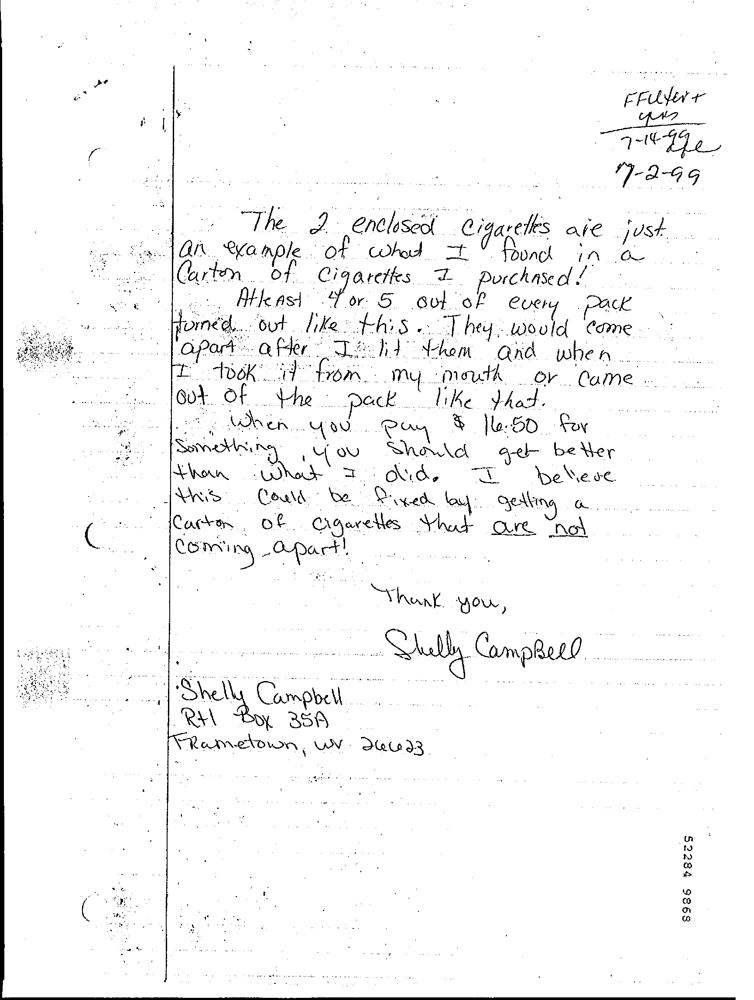 FFilter
7-14-99
7-2-99
The 2 enclosed cigarettes are just
an example of what I found in a
Carton of cigarettes I purchased!
Atleast 4 or 5 out of every pack
turned out like this. They would come
apart after I lit them and when
I took it from my mouth or came
out of the pack like that.
When you pay $ 16.50 for
something, you should get better
than what I did. I believe
this could be fixed by getting a
Carton of cigarettes that are not
coming apart!
Thank you,
Shelly Campbell
Shelly Campbell
Rt1 Box 35A
Frametown, WV 26623
52284 9868